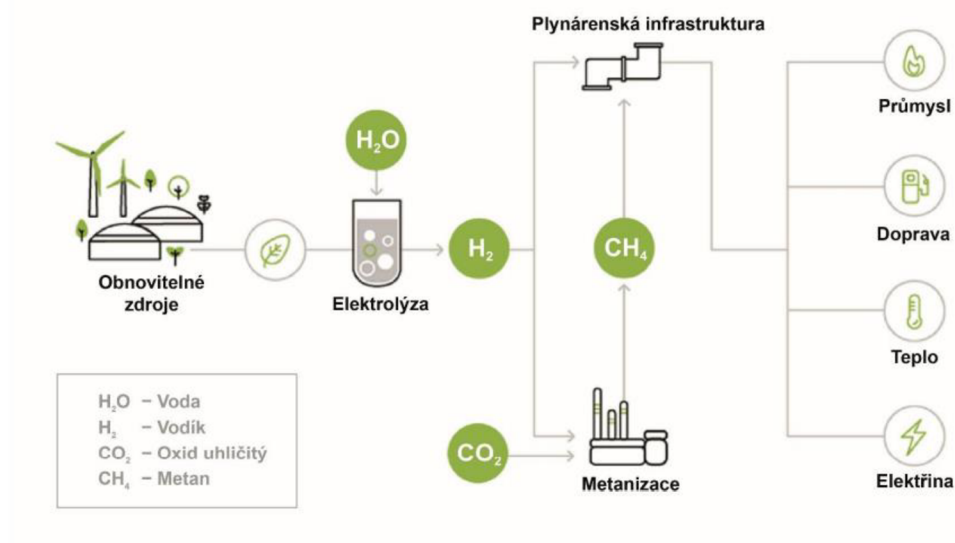 Plynárenská infrastruktura
Průmysl
H₂O
Doprava
H₂
CH₄
Obnovitelné
zdroje
Elektrolýza
Teplo
H₂O – Voda
H₂ – Vodík
CO₂ – Oxid uhličitý
CH₄ – Metan
CO₂
Metanizace
Elektřina